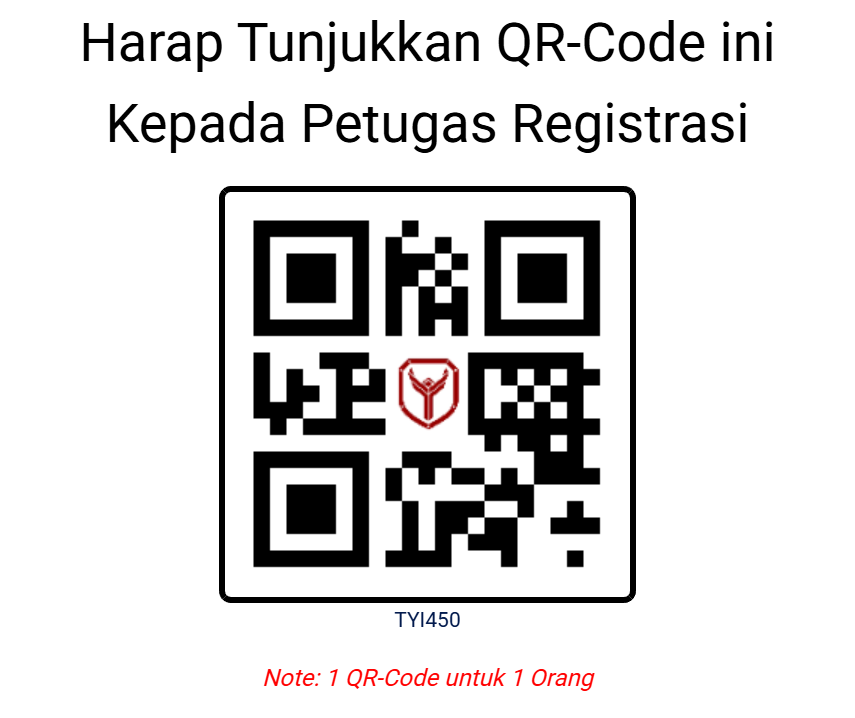 Harap Tunjukkan QR-Code ini
Kepada Petugas Registrasi
TYI450
Note: 1 QR-Code untuk 1 Orang